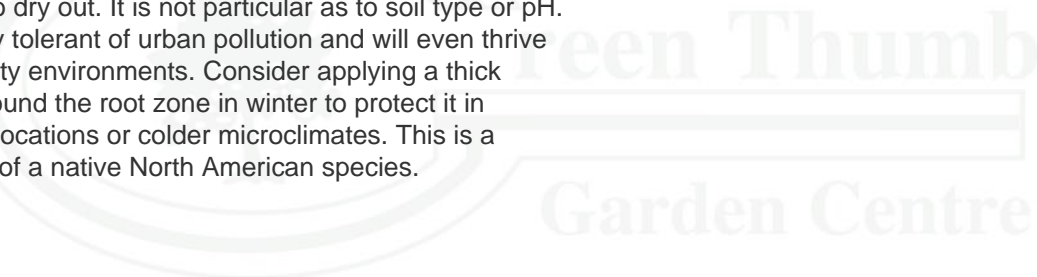 o dry out. It is not particular as to soil type or pH.
y tolerant of urban pollution and will even thrive
ty environments. Consider applying a thick
ound the root zone in winter to protect it in
ocations or colder microclimates. This is a
of a native North American species.
reen Thumb
Garden Centre